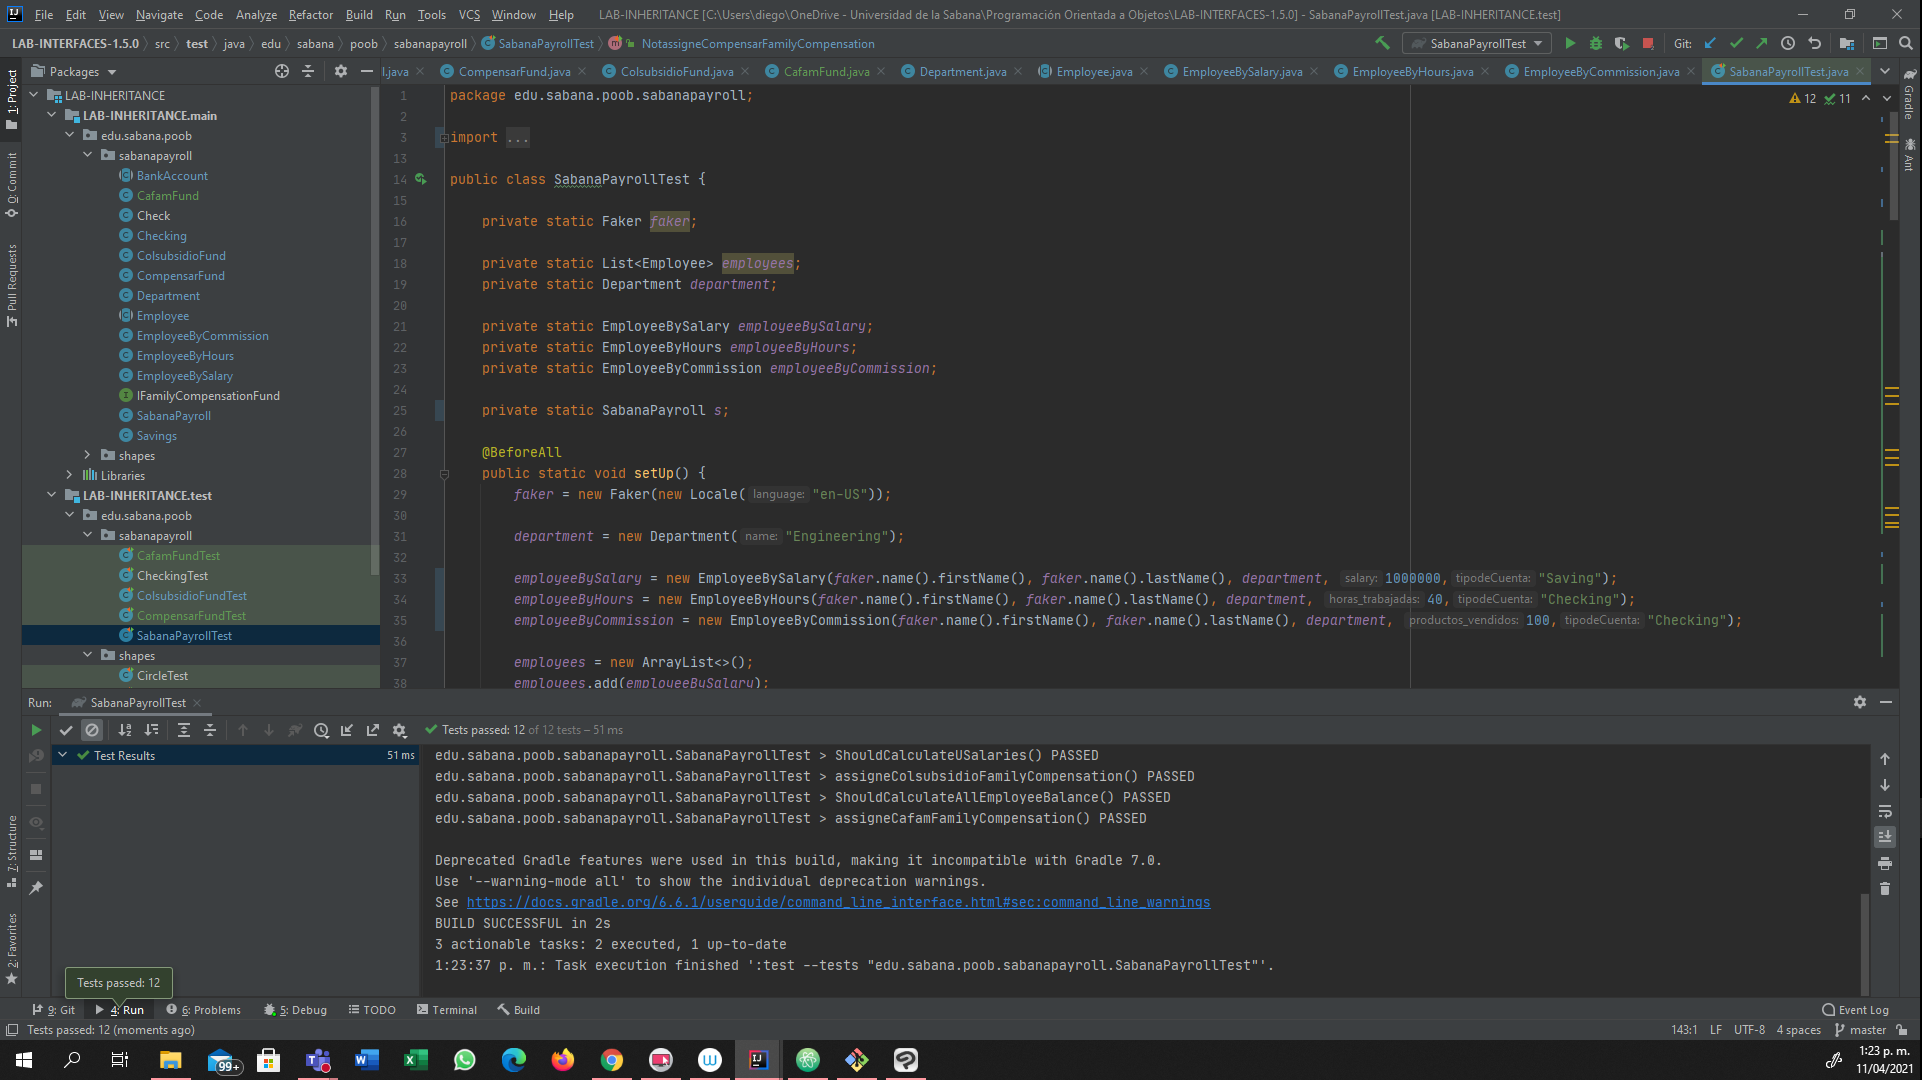 File Edit View Navigate Code Analyze Refactor Build Run Tools VCS Window Help LAB-INHERITANCE [C:\Users\diego\OneDrive - Universidad de la Sabana\Programación Orientada a Objetos\LAB-INTERFACES-1.5.0] - SabanaPayrollTest.java [LAB-INHERITANCE.test]
LAB-INTERFACES-1.5.0 src test java edu sabana poob sabanapayroll SabanaPayrollTest NotassigneCompensarFamilyCompensation SabanaPayrollTest Git:
Packages
l.java CompensarFund.java ColsubsidioFund.java CafamFund.java Department.java Employee.java EmployeeBySalary.java EmployeeByHours.java EmployeeByCommission.java SabanaPayrollTest.java
1: Project
0: Commit
Pull Requests
7: Structure
2: Favorites
Gradle
Ant
LAB-INHERITANCE
LAB-INHERITANCE.main
edu.sabana.poob
sabanapayroll
BankAccount
CafamFund
Check
Checking
ColsubsidioFund
CompensarFund
Department
Employee
EmployeeByCommission
EmployeeByHours
EmployeeBySalary
IFamilyCompensationFund
SabanaPayroll
Savings
shapes
Libraries
LAB-INHERITANCE.test
edu.sabana.poob
sabanapayroll
CafamFundTest
CheckingTest
ColsubsidioFundTest
CompensarFundTest
SabanaPayrollTest
shapes
CircleTest
12 11
1 package edu.sabana.poob.sabanapayroll;
2
3 import ...
13
14 public class SabanaPayrollTest {
15
16 private static Faker faker;
17
18 private static List<Employee> employees;
19 private static Department department;
20
21 private static EmployeeBySalary employeeBySalary;
22 private static EmployeeByHours employeeByHours;
23 private static EmployeeByCommission employeeByCommission;
24
25 private static SabanaPayroll s;
26
27 @BeforeAll
28 public static void setUp() {
29 faker = new Faker(new Locale( language: "en-US"));
30
31 department = new Department( name: "Engineering");
32
33 employeeBySalary = new EmployeeBySalary(faker.name().firstName(), faker.name().lastName(), department, salary: 1000000, tipodeCuenta: "Saving");
34 employeeByHours = new EmployeeByHours(faker.name().firstName(), faker.name().lastName(), department, horas_trabajadas: 40, tipodeCuenta: "Checking");
35 employeeByCommission = new EmployeeByCommission(faker.name().firstName(), faker.name().lastName(), department, productos_vendidos: 100, tipodeCuenta: "Checking");
36
37 employees = new ArrayList<>();
38 employees.add(employeeBySalary);
Run: SabanaPayrollTest
Tests passed: 12 of 12 tests – 51 ms
Test Results 51 ms
edu.sabana.poob.sabanapayroll.SabanaPayrollTest > ShouldCalculateUSalaries() PASSED
edu.sabana.poob.sabanapayroll.SabanaPayrollTest > assigneColsubsidioFamilyCompensation() PASSED
edu.sabana.poob.sabanapayroll.SabanaPayrollTest > ShouldCalculateAllEmployeeBalance() PASSED
edu.sabana.poob.sabanapayroll.SabanaPayrollTest > assigneCafamFamilyCompensation() PASSED
Deprecated Gradle features were used in this build, making it incompatible with Gradle 7.0.
Use '--warning-mode all' to show the individual deprecation warnings.
See https://docs.gradle.org/6.6.1/userguide/command_line_interface.html#sec:command_line_warnings
BUILD SUCCESSFUL in 2s
3 actionable tasks: 2 executed, 1 up-to-date
1:23:37 p. m.: Task execution finished ':test --tests "edu.sabana.poob.sabanapayroll.SabanaPayrollTest"'.
Tests passed: 12
9: Git 4: Run 6: Problems 5: Debug TODO Terminal Build Event Log
Tests passed: 12 (moments ago) 143:1 LF UTF-8 4 spaces master
99+
1:23 p. m.
11/04/2021